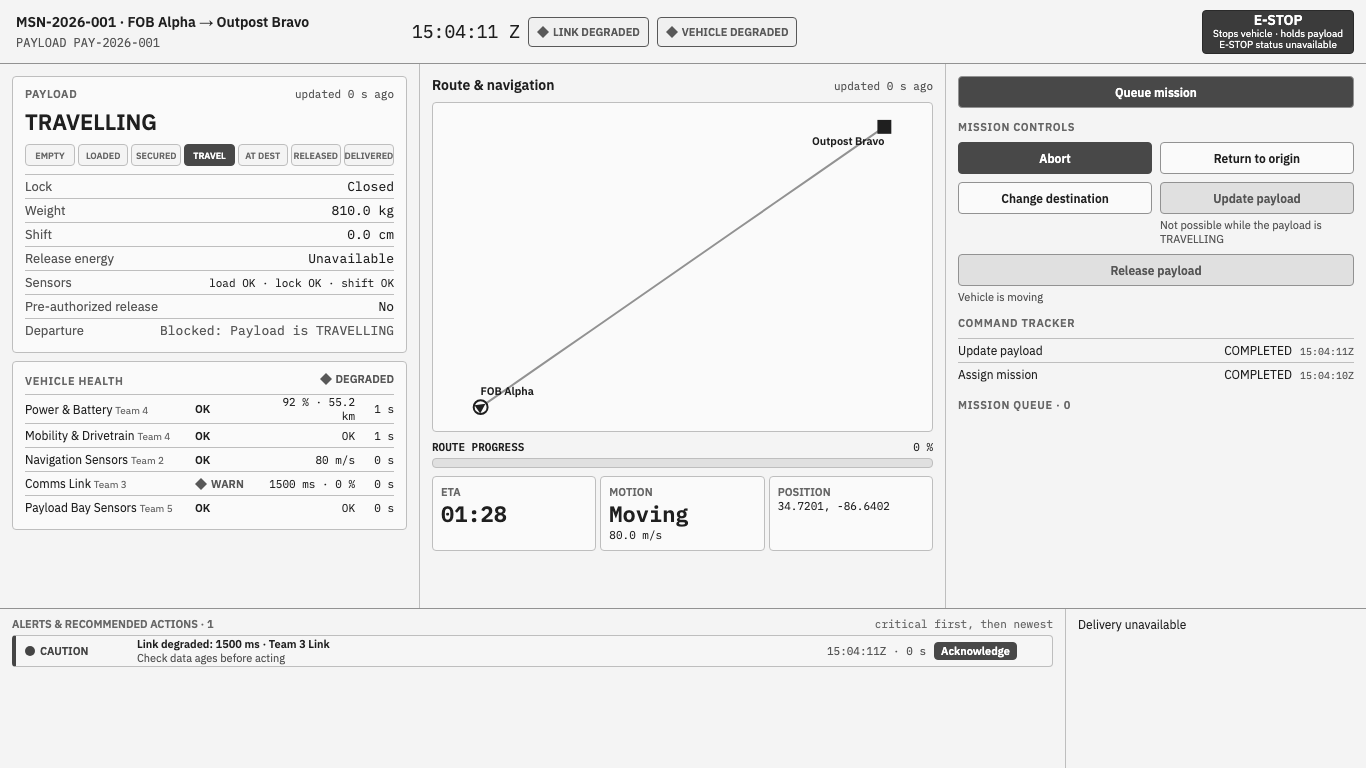 MSN-2026-001 · FOB Alpha → Outpost Bravo
PAYLOAD PAY-2026-001
15:04:11 Z
LINK DEGRADED
VEHICLE DEGRADED
E-STOP
Stops vehicle · holds payload
E-STOP status unavailable
PAYLOAD
updated 0 s ago
TRAVELLING
EMPTY
LOADED
SECURED
TRAVEL
AT DEST
RELEASED
DELIVERED
Lock Closed
Weight 810.0 kg
Shift 0.0 cm
Release energy Unavailable
Sensors load OK · lock OK · shift OK
Pre-authorized release No
Departure Blocked: Payload is TRAVELLING
VEHICLE HEALTH
DEGRADED
Power & Battery Team 4 OK 92 % · 55.2 km 1 s
Mobility & Drivetrain Team 4 OK OK 1 s
Navigation Sensors Team 2 OK 80 m/s 0 s
Comms Link Team 3 WARN 1500 ms · 0 % 0 s
Payload Bay Sensors Team 5 OK OK 0 s
Route & navigation
updated 0 s ago
Outpost Bravo
FOB Alpha
ROUTE PROGRESS 0 %
ETA
01:28
MOTION
Moving
80.0 m/s
POSITION
34.7201, -86.6402
Queue mission
MISSION CONTROLS
Abort
Return to origin
Change destination
Update payload
Not possible while the payload is
TRAVELLING
Release payload
Vehicle is moving
COMMAND TRACKER
Update payload COMPLETED 15:04:11Z
Assign mission COMPLETED 15:04:10Z
MISSION QUEUE · 0
ALERTS & RECOMMENDED ACTIONS · 1
critical first, then newest
CAUTION
Link degraded: 1500 ms · Team 3 Link
Check data ages before acting
15:04:11Z · 0 s
Acknowledge
Delivery unavailable